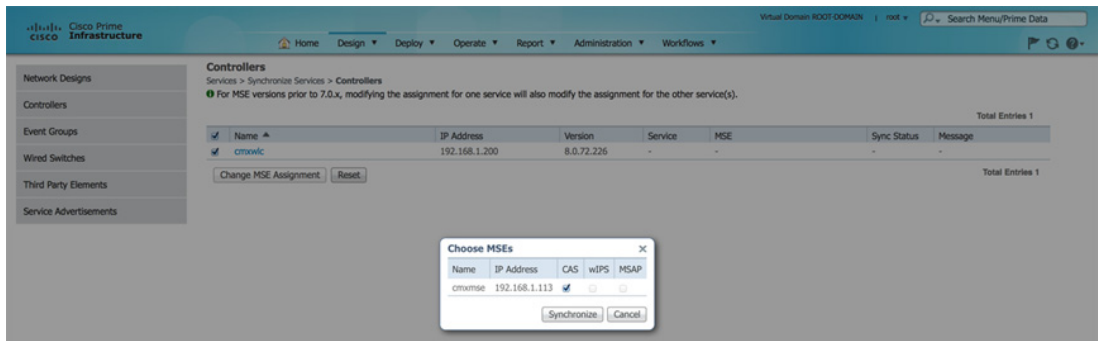 Virtual Domain ROOT-DOMAIN | root Search Menu/Prime Data
cisco Cisco Prime Infrastructure
Home Design Deploy Operate Report Administration Workflows
Network Designs
Controllers
Event Groups
Wired Switches
Third Party Elements
Service Advertisements
Controllers
Services > Synchronize Services > Controllers
For MSE versions prior to 7.0.x, modifying the assignment for one service will also modify the assignment for the other service(s).
Total Entries 1
Name IP Address Version Service MSE Sync Status Message
cmxwlc 192.168.1.200 8.0.72.226 - - - -
Change MSE Assignment Reset
Total Entries 1
Choose MSEs
Name IP Address CAS wIPS MSAP
cmxmse 192.168.1.113
Synchronize Cancel